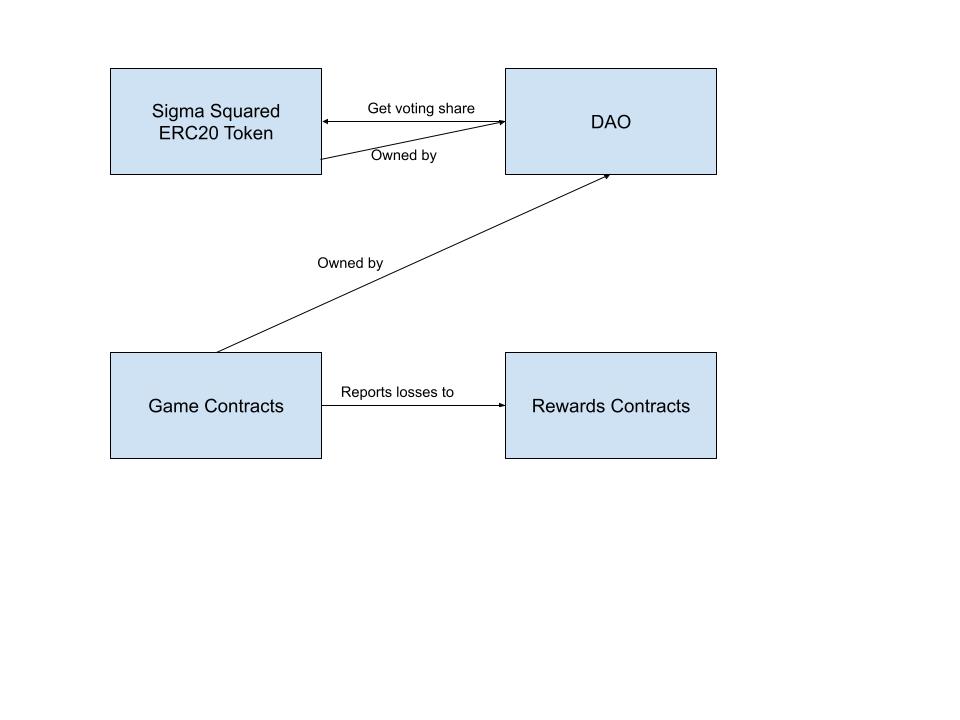 Sigma Squared
ERC20 Token
Get voting share
DAO
Owned by
Owned by
Game Contracts
Reports losses to
Rewards Contracts